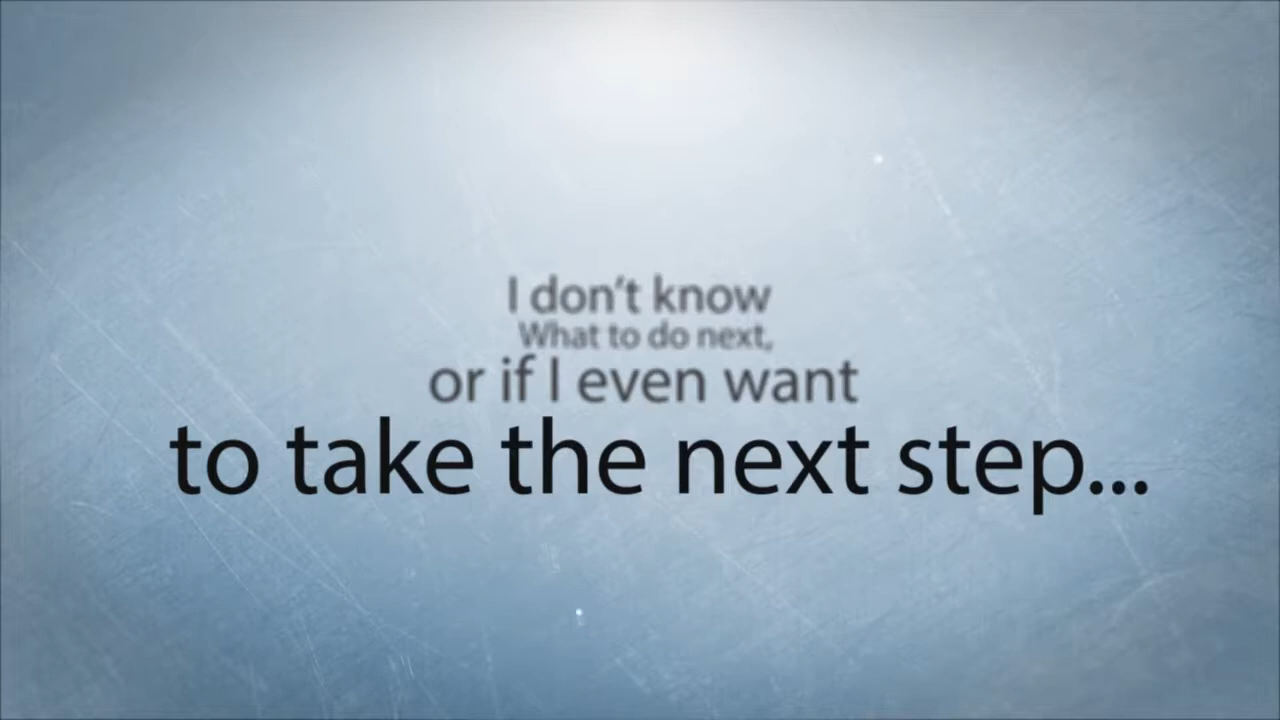 I don't know
What to do next,
or if I even want
to take the next step...